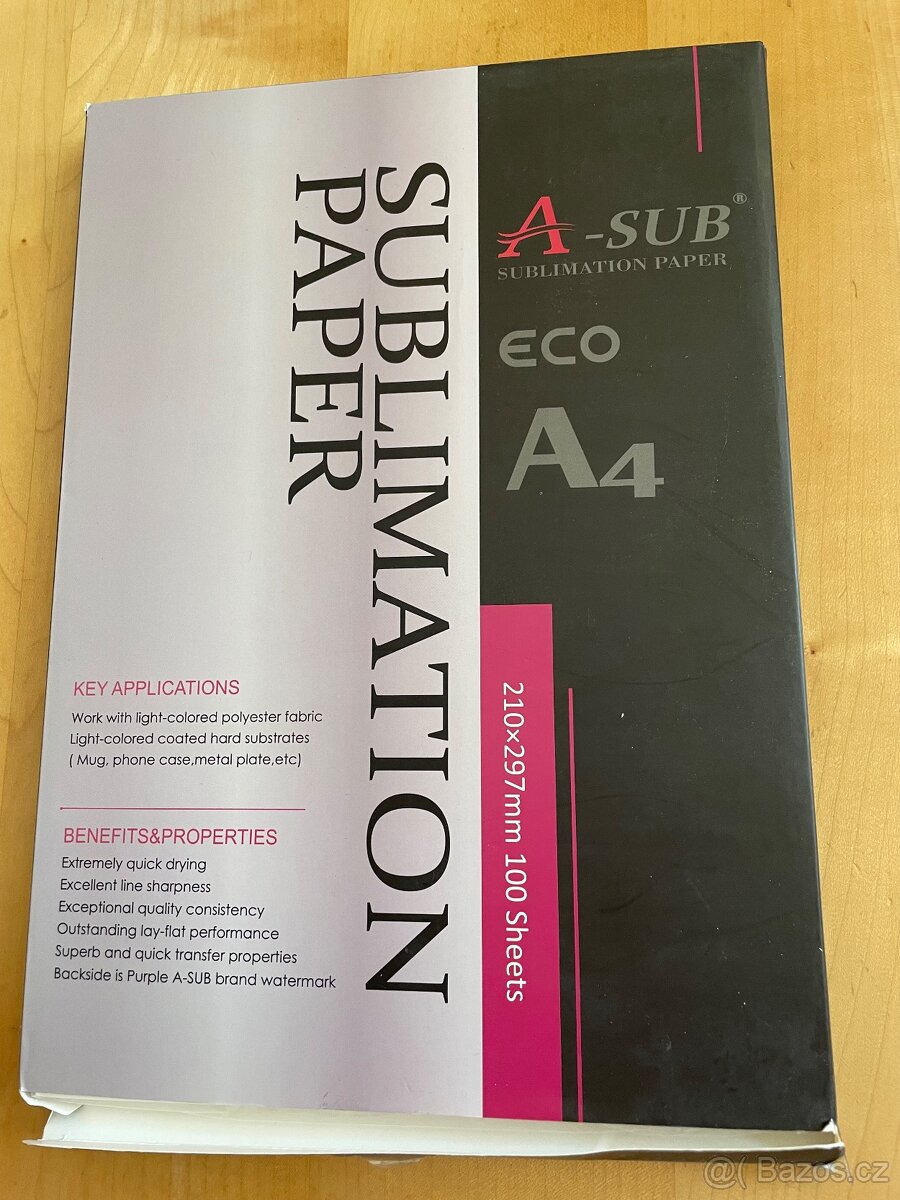 SUBLIMATION
PAPER
A-SUB®
SUBLIMATION PAPER
ECO
A4
210×297mm 100 Sheets
KEY APPLICATIONS
Work with light-colored polyester fabric
Light-colored coated hard substrates
( Mug, phone case,metal plate,etc)
BENEFITS&PROPERTIES
Extremely quick drying
Excellent line sharpness
Exceptional quality consistency
Outstanding lay-flat performance
Superb and quick transfer properties
Backside is Purple A-SUB brand watermark
@( Bazoš.cz